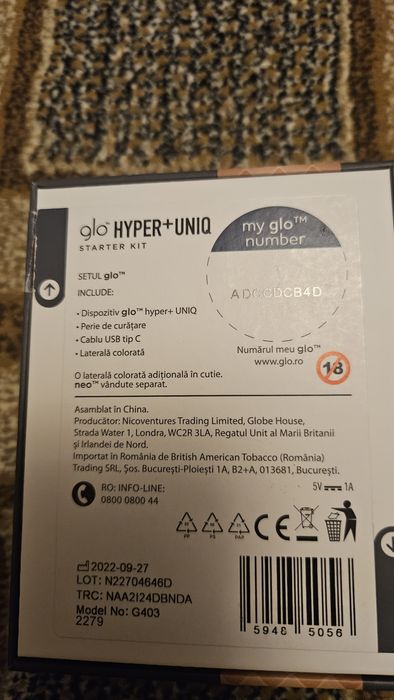 glo™ HYPER+UNIQ
STARTER KIT
my glo™
number
SETUL glo™
INCLUDE:
• Dispozitiv glo™ hyper+ UNIQ
• Perie de curățare
• Cablu USB tip C
• Laterală colorată
Numărul meu glo™
www.glo.ro
18
O laterală colorată adițională în cutie.
neo™ vândute separat.
Asamblat în China.
Producător: Nicoventures Trading Limited, Globe House,
Strada Water 1, Londra, WC2R 3LA, Regatul Unit al Marii Britanii
și Irlandei de Nord.
Importat în România de British American Tobacco (România)
Trading SRL, Șos. București-Ploiești 1A, B2+A, 013681, București.
RO: INFO-LINE:
0800 0800 44
5V 1A
PP PS PAP
CE
2022-09-27
LOT: N22704646D
TRC: NAA2I24DBNDA
Model No: G403
2279
5948 5056